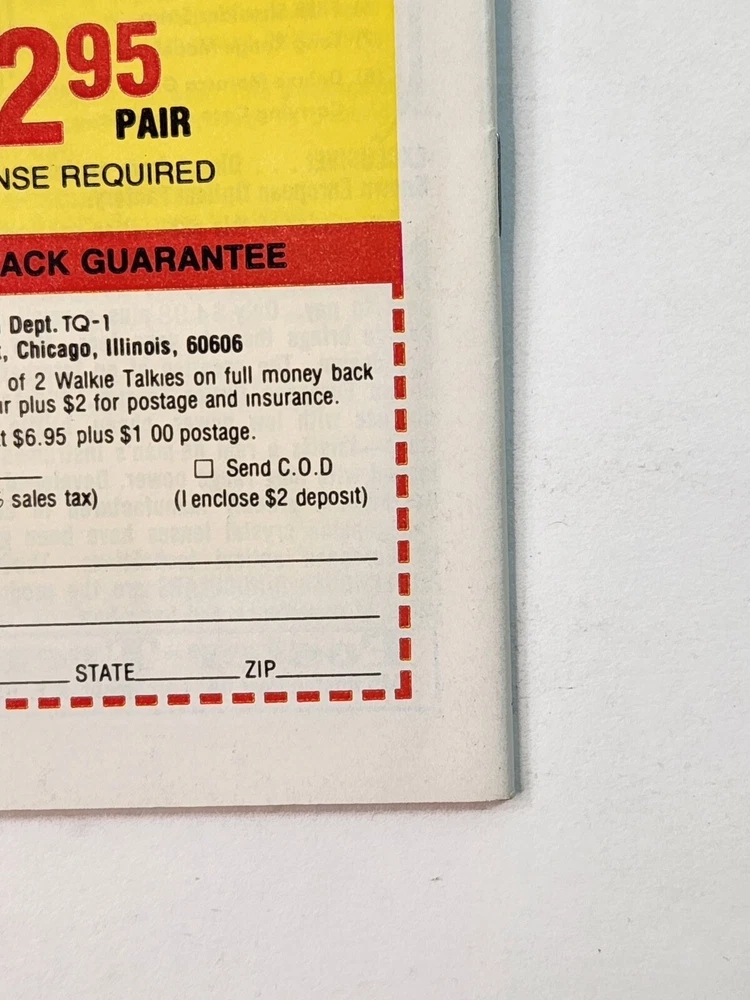 295
PAIR
NSE REQUIRED
ACK GUARANTEE
Dept. TQ-1
, Chicago, Illinois, 60606
of 2 Walkie Talkies on full money back
ur plus $2 for postage and insurance.
t $6.95 plus $1 00 postage.
☐ Send C.O.D
sales tax) (I enclose $2 deposit)
STATE ZIP